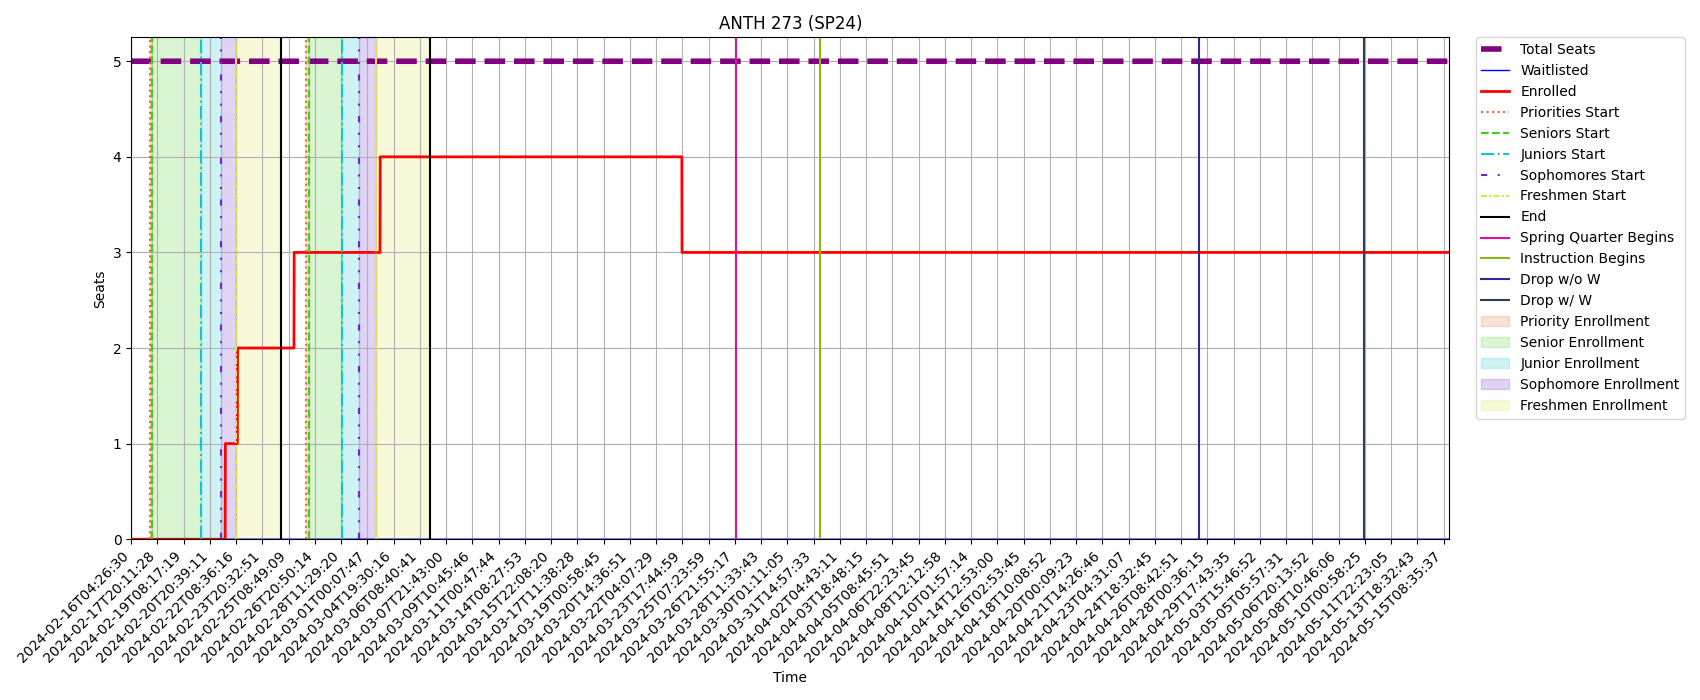 ANTH 273 (SP24)
Seats
5
4
3
2
1
0
2024-02-16T04:26:30
2024-02-17T20:11:28
2024-02-19T08:17:19
2024-02-20T20:39:11
2024-02-22T08:36:16
2024-02-23T20:32:51
2024-02-25T08:49:09
2024-02-26T20:50:14
2024-02-28T11:29:20
2024-03-01T00:07:47
2024-03-04T19:30:16
2024-03-06T08:40:41
2024-03-07T21:43:00
2024-03-09T10:45:46
2024-03-11T00:47:44
2024-03-14T08:27:53
2024-03-15T22:08:20
2024-03-17T11:38:28
2024-03-19T00:58:45
2024-03-20T14:36:51
2024-03-22T04:07:29
2024-03-23T17:44:59
2024-03-25T07:23:59
2024-03-26T21:55:17
2024-03-28T11:33:43
2024-03-30T01:11:05
2024-03-31T14:57:33
2024-04-02T04:43:11
2024-04-03T18:48:15
2024-04-05T08:45:51
2024-04-06T22:23:45
2024-04-08T12:12:58
2024-04-10T01:57:14
2024-04-14T12:53:00
2024-04-16T02:53:45
2024-04-18T10:08:52
2024-04-20T00:09:23
2024-04-21T14:26:46
2024-04-23T04:31:07
2024-04-24T18:32:45
2024-04-26T08:42:51
2024-04-28T00:36:15
2024-04-29T17:43:35
2024-05-03T15:46:52
2024-05-05T05:57:31
2024-05-06T20:13:52
2024-05-08T10:46:06
2024-05-10T00:58:25
2024-05-11T22:23:05
2024-05-13T18:32:43
2024-05-15T08:35:37
Time
Total Seats
Waitlisted
Enrolled
Priorities Start
Seniors Start
Juniors Start
Sophomores Start
Freshmen Start
End
Spring Quarter Begins
Instruction Begins
Drop w/o W
Drop w/ W
Priority Enrollment
Senior Enrollment
Junior Enrollment
Sophomore Enrollment
Freshmen Enrollment